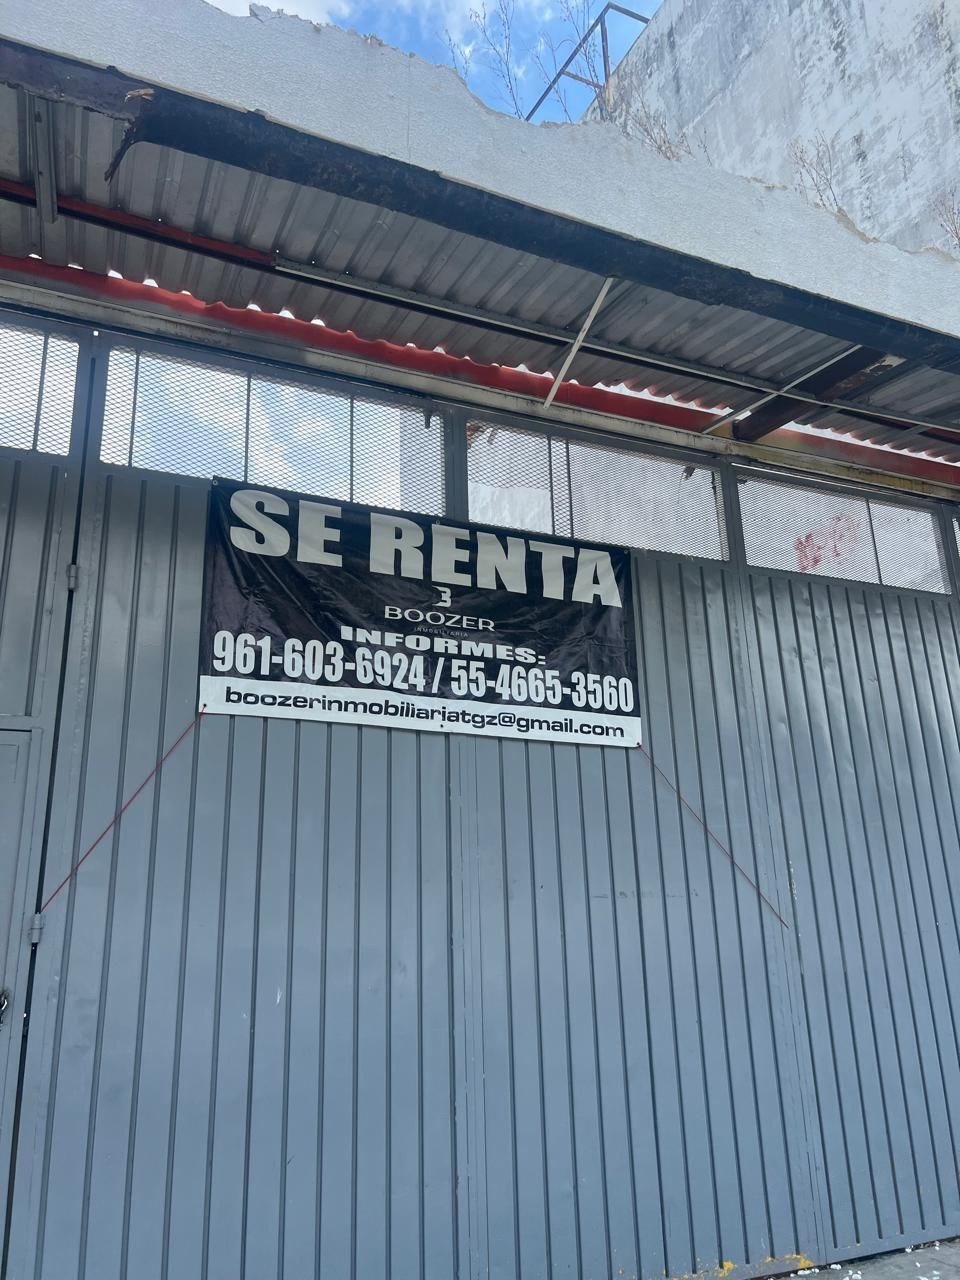 SE RENTA
BOOZER
INMOBILIARIA
INFORMES:
961-603-6924 / 55-4665-3560
boozerinmobiliariatgz@gmail.com